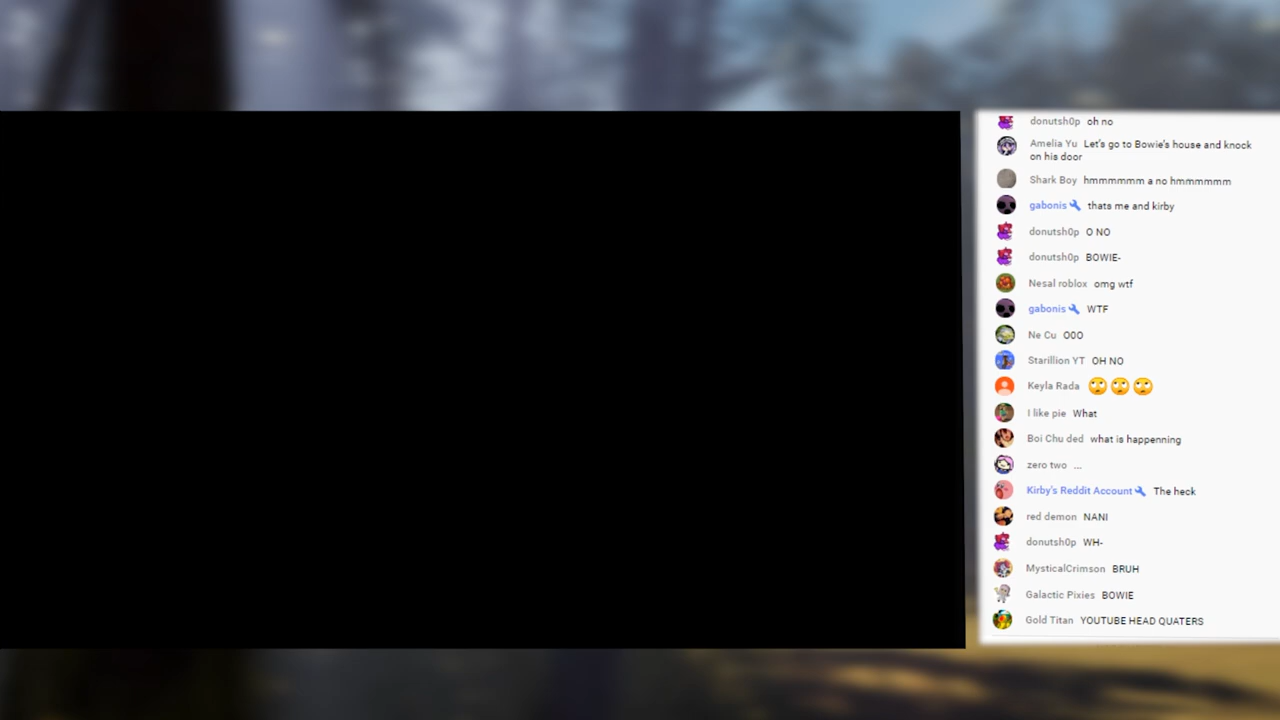 donutsh0p oh no
Amelia Yu Let's go to Bowie's house and knock
on his door
Shark Boy hmmmmmm a no hmmmmmm
gabonis thats me and kirby
donutsh0p O NO
donutsh0p BOWIE-
Nesal roblox omg wtf
gabonis WTF
Ne Cu OOO
Starillion YT OH NO
Keyla Rada 🙄🙄🙄
I like pie What
Boi Chu ded what is happenning
zero two ...
Kirby's Reddit Account The heck
red demon NANI
donutsh0p WH-
MysticalCrimson BRUH
Galactic Pixies BOWIE
Gold Titan YOUTUBE HEAD QUATERS